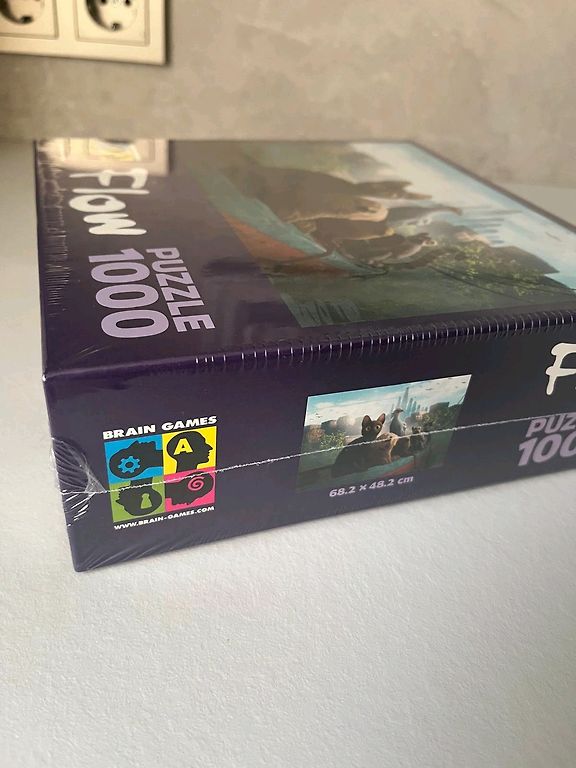 Flow
PUZZLE
1000
BRAIN GAMES
A
WWW.BRAIN-GAMES.COM
68.2 x 48.2 cm
F
PUZ
100